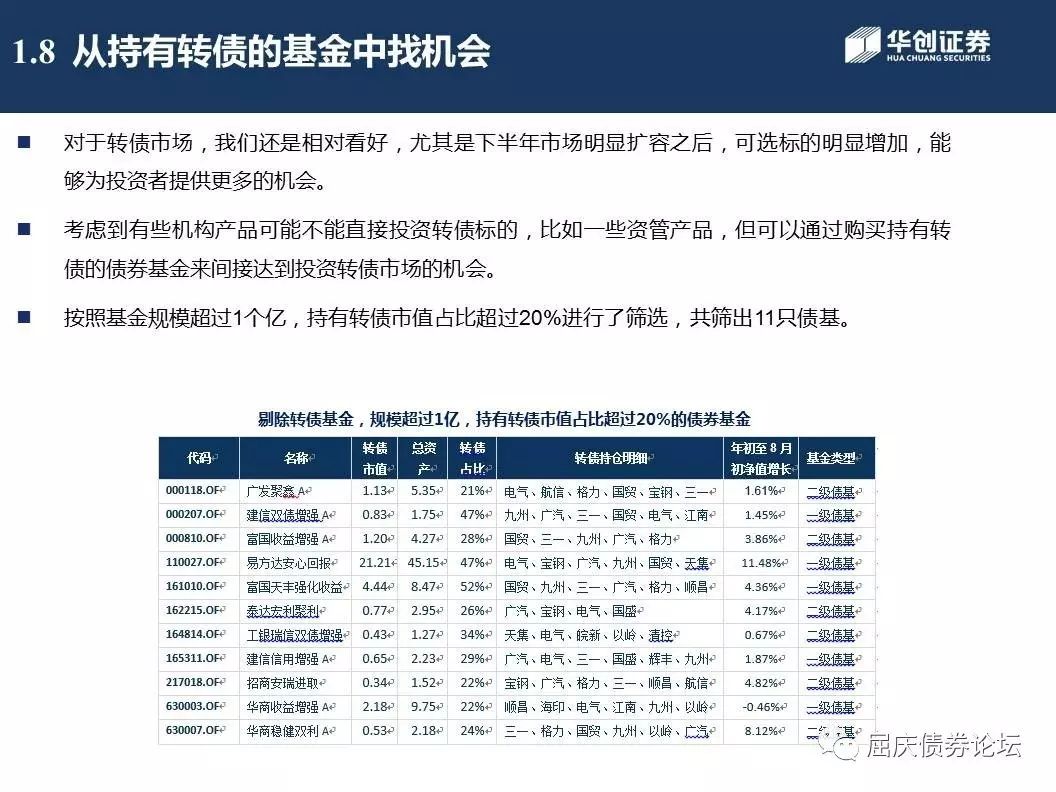 1.8 从持有转债的基金中找机会
华创证券
HUA CHUANG SECURITIES
■ 对于转债市场，我们还是相对看好，尤其是下半年市场明显扩容之后，可选标的明显增加，能
够为投资者提供更多的机会。
■ 考虑到有些机构产品可能不能直接投资转债标的，比如一些资管产品，但可以通过购买持有转
债的债券基金来间接达到投资转债市场的机会。
■ 按照基金规模超过1个亿，持有转债市值占比超过20%进行了筛选，共筛出11只债基。
剔除转债基金，规模超过1亿，持有转债市值占比超过20%的债券基金
代码 名称 转债市值 总资产 转债占比 转债持仓明细 年初至8月初净值增长 基金类型
000118.OF 广发聚鑫A 1.13 5.35 21% 电气、航信、格力、国贸、宝钢、三一 1.61% 二级债基
000207.OF 建信双债增强A 0.83 1.75 47% 九州、广汽、三一、国贸、电气、江南 1.45% 一级债基
000810.OF 富国收益增强A 1.20 4.27 28% 国贸、三一、九州、广汽、格力 3.86% 二级债基
110027.OF 易方达安心回报 21.21 45.15 47% 电气、宝钢、广汽、九州、国贸、天集 11.48% 一级债基
161010.OF 富国天丰强化收益 4.44 8.47 52% 国贸、九州、三一、广汽、格力、顺昌 4.36% 一级债基
162215.OF 泰达宏利聚利 0.77 2.95 26% 广汽、宝钢、电气、国盛 4.17% 二级债基
164814.OF 工银瑞信双债增强 0.43 1.27 34% 天集、电气、皖新、以岭、清控 0.67% 二级债基
165311.OF 建信信用增强A 0.65 2.23 29% 广汽、电气、三一、国盛、辉丰、九州 1.87% 一级债基
217018.OF 招商安瑞进取 0.34 1.52 22% 宝钢、广汽、格力、三一、顺昌、航信 4.82% 二级债基
630003.OF 华商收益增强A 2.18 9.75 22% 顺昌、海印、电气、江南、九州、以岭 -0.46% 一级债基
630007.OF 华商稳健双利A 0.53 2.18 24% 三一、格力、国贸、九州、以岭、广汽 8.12% 二级债基
屈庆债券论坛